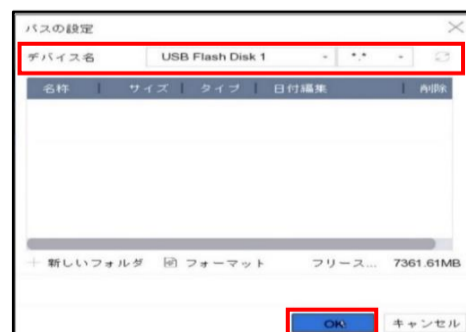 パスの設定
デバイス名 USB Flash Disk 1 *.*
名称 サイズ タイプ 日付編集 削除
新しいフォルダ フォーマット フリース... 7361.61MB
OK キャンセル